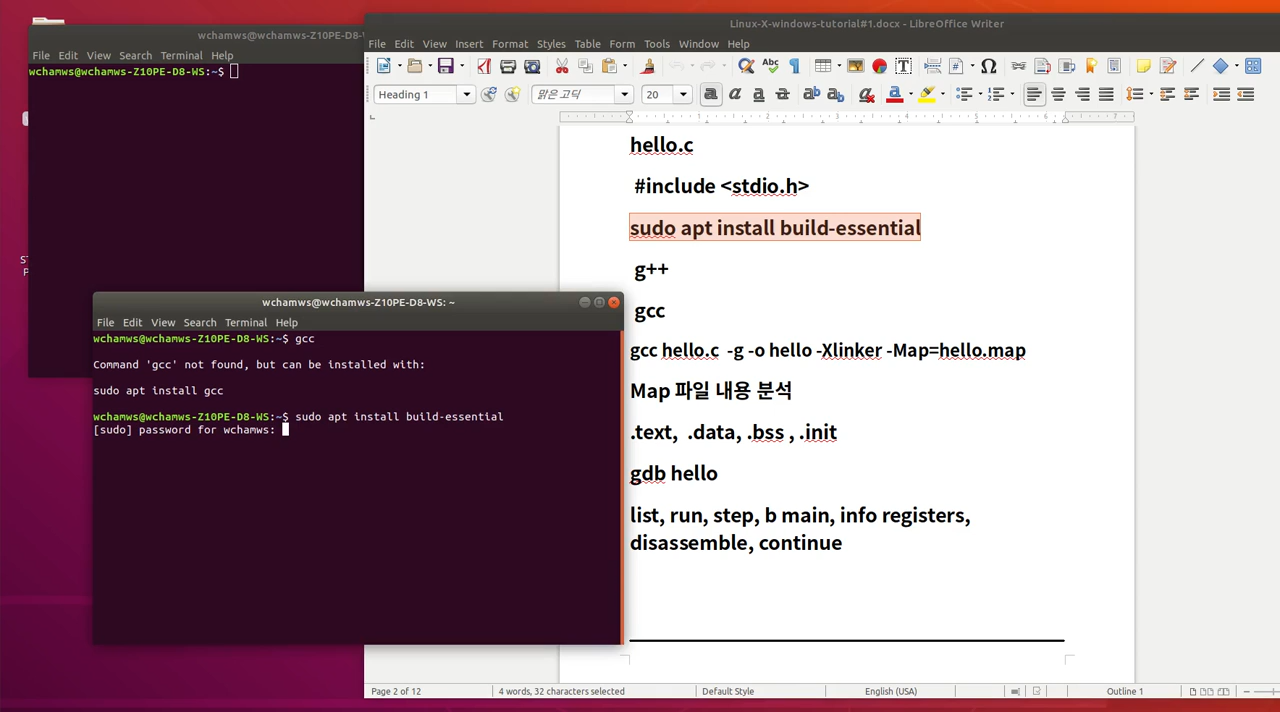 wchamws@wchamws-Z10PE-D8-W
File Edit View Search Terminal Help
wchamws@wchamws-Z10PE-D8-WS:~$
Linux-X-windows-tutorial#1.docx - LibreOffice Writer
File Edit View Insert Format Styles Table Form Tools Window Help
Heading 1 맑은 고딕 20
1 2 3 4 5 6 7
hello.c
#include <stdio.h>
sudo apt install build-essential
g++
gcc
gcc hello.c -g -o hello -Xlinker -Map=hello.map
Map 파일 내용 분석
.text, .data, .bss , .init
gdb hello
list, run, step, b main, info registers,
disassemble, continue
Page 2 of 12 4 words, 32 characters selected Default Style English (USA) Outline 1
wchamws@wchamws-Z10PE-D8-WS: ~
File Edit View Search Terminal Help
wchamws@wchamws-Z10PE-D8-WS:~$ gcc
Command 'gcc' not found, but can be installed with:
sudo apt install gcc
wchamws@wchamws-Z10PE-D8-WS:~$ sudo apt install build-essential
[sudo] password for wchamws: